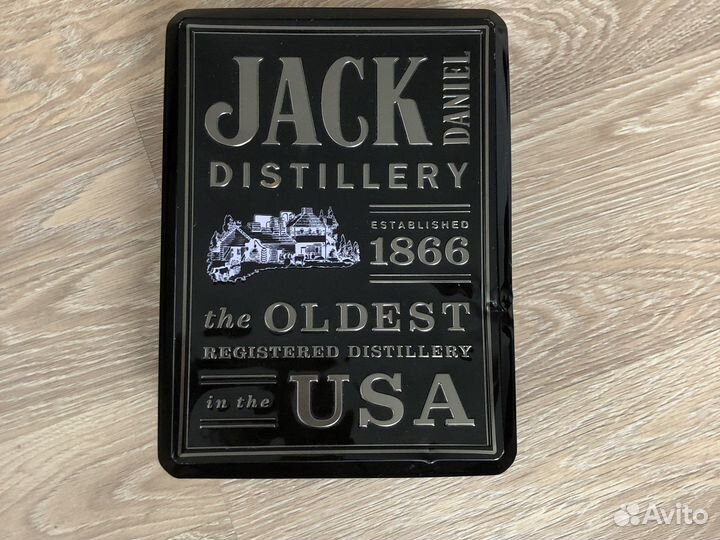 JACK DANIEL
DISTILLERY
ESTABLISHED
1866
the OLDEST
REGISTERED DISTILLERY
in the USA
Avito